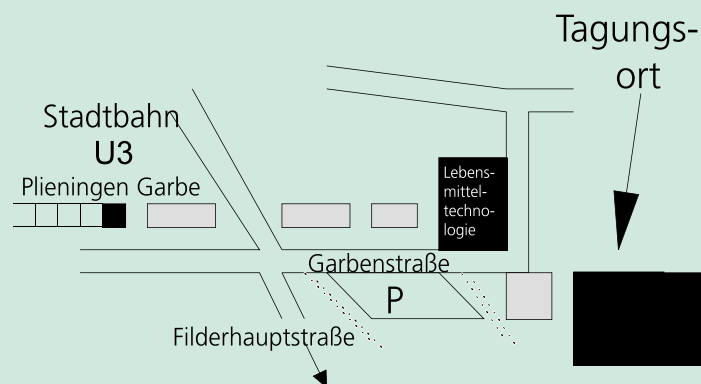 Tagungs-
ort
Stadtbahn
U3
Plieningen Garbe
Lebens-
mittel-
techno-
logie
Garbenstraße
P
Filderhauptstraße